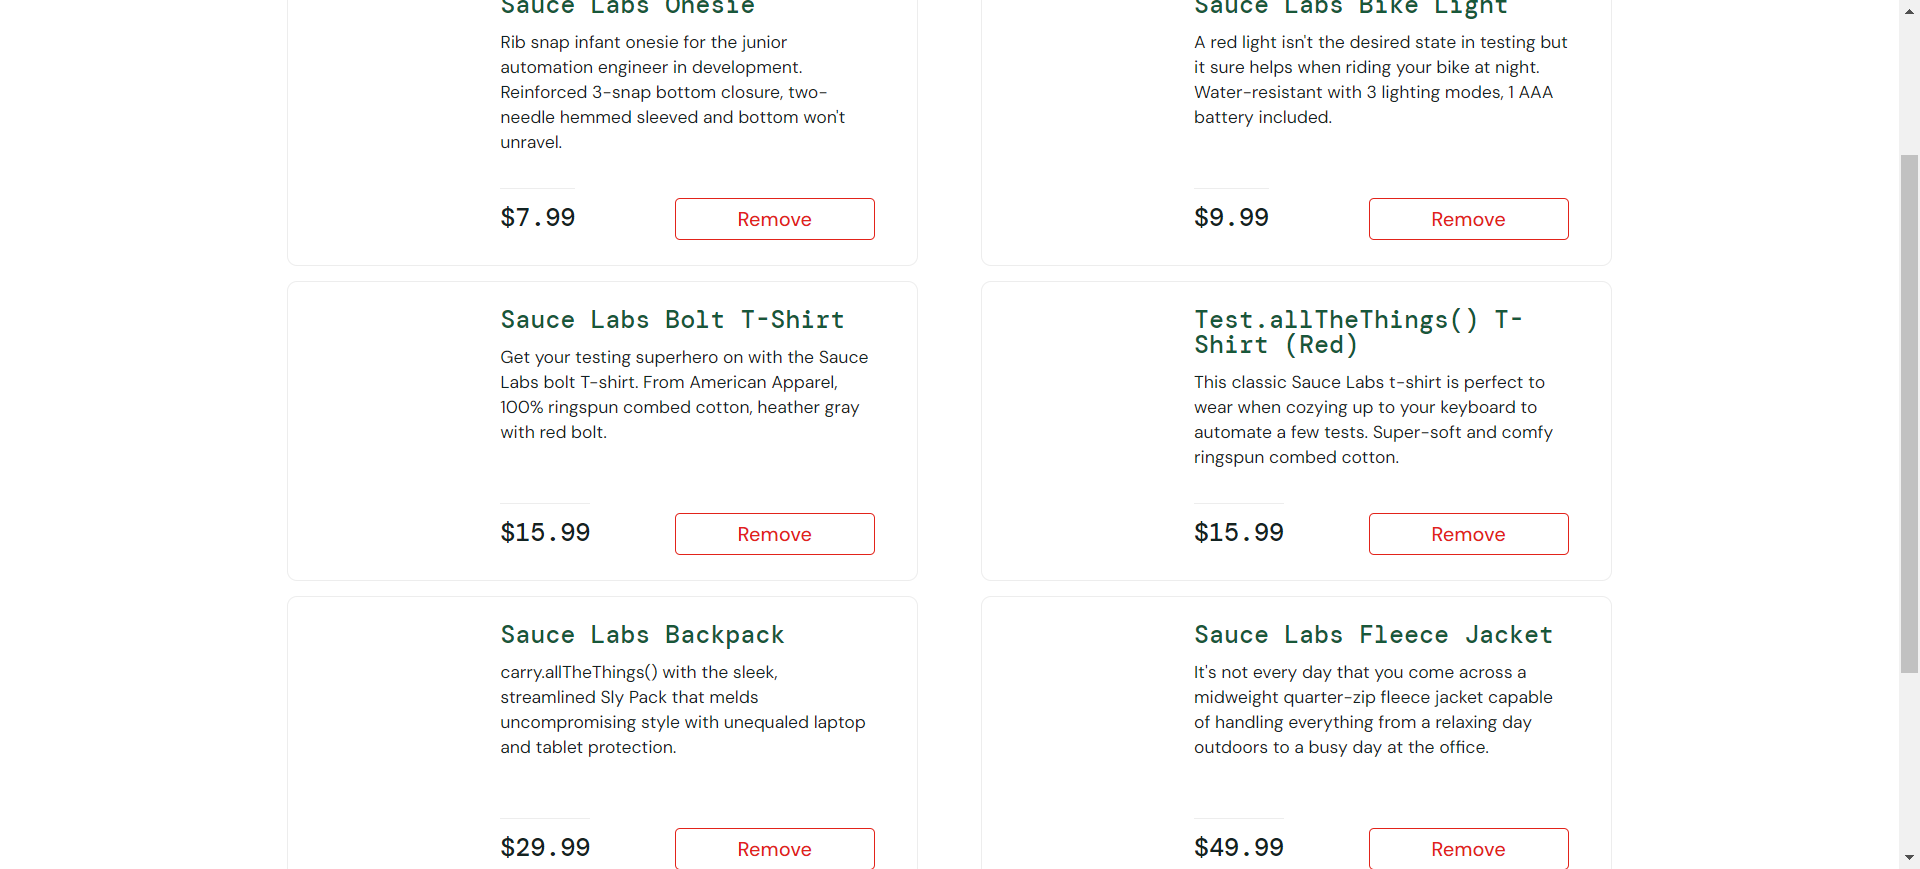 Sauce Labs Onesie
Rib snap infant onesie for the junior
automation engineer in development.
Reinforced 3-snap bottom closure, two-
needle hemmed sleeved and bottom won't
unravel.
$7.99
Remove
Sauce Labs Bike Light
A red light isn't the desired state in testing but
it sure helps when riding your bike at night.
Water-resistant with 3 lighting modes, 1 AAA
battery included.
$9.99
Remove
Sauce Labs Bolt T-Shirt
Get your testing superhero on with the Sauce
Labs bolt T-shirt. From American Apparel,
100% ringspun combed cotton, heather gray
with red bolt.
$15.99
Remove
Test.allTheThings() T-
Shirt (Red)
This classic Sauce Labs t-shirt is perfect to
wear when cozying up to your keyboard to
automate a few tests. Super-soft and comfy
ringspun combed cotton.
$15.99
Remove
Sauce Labs Backpack
carry.allTheThings() with the sleek,
streamlined Sly Pack that melds
uncompromising style with unequaled laptop
and tablet protection.
$29.99
Remove
Sauce Labs Fleece Jacket
It's not every day that you come across a
midweight quarter-zip fleece jacket capable
of handling everything from a relaxing day
outdoors to a busy day at the office.
$49.99
Remove